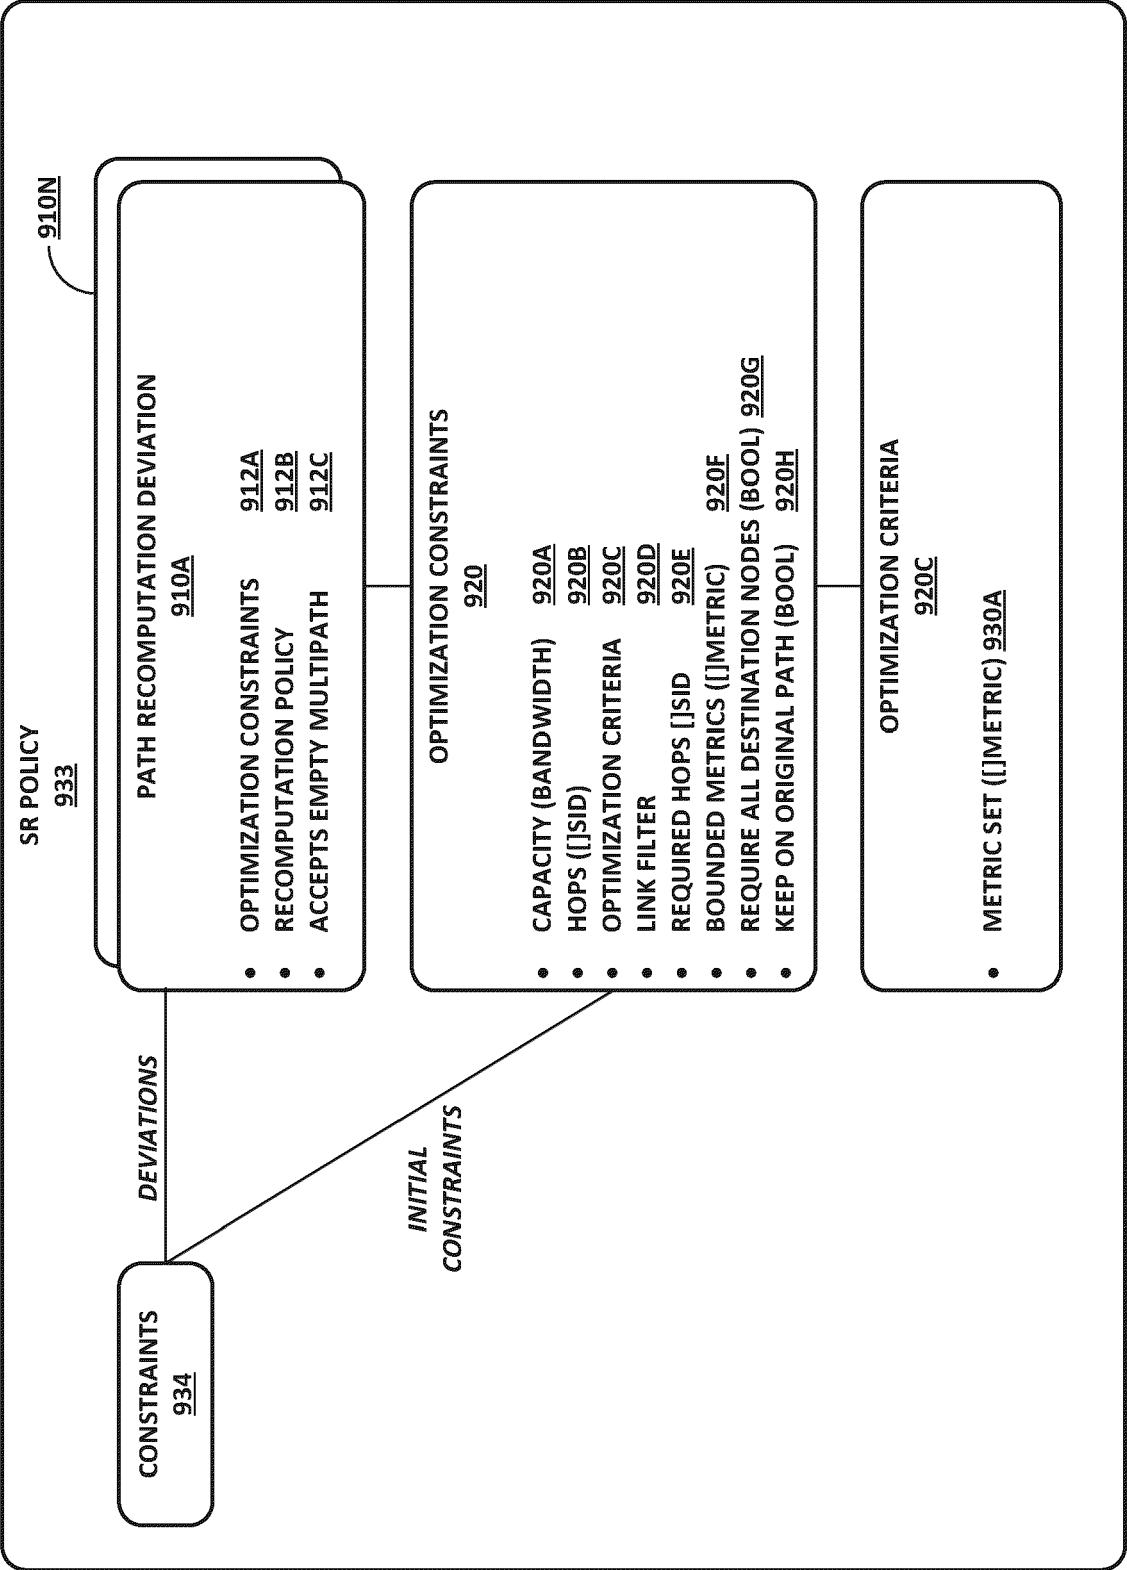 SR POLICY
933
910N
CONSTRAINTS
934
DEVIATIONS
INITIAL
CONSTRAINTS
PATH RECOMPUTATION DEVIATION
910A
• OPTIMIZATION CONSTRAINTS 912A
• RECOMPUTATION POLICY 912B
• ACCEPTS EMPTY MULTIPATH 912C
OPTIMIZATION CONSTRAINTS
920
• CAPACITY (BANDWIDTH) 920A
• HOPS ([]SID) 920B
• OPTIMIZATION CRITERIA 920C
• LINK FILTER 920D
• REQUIRED HOPS []SID 920E
• BOUNDED METRICS ([]METRIC) 920F
• REQUIRE ALL DESTINATION NODES (BOOL) 920G
• KEEP ON ORIGINAL PATH (BOOL) 920H
OPTIMIZATION CRITERIA
920C
• METRIC SET ([]METRIC) 930A